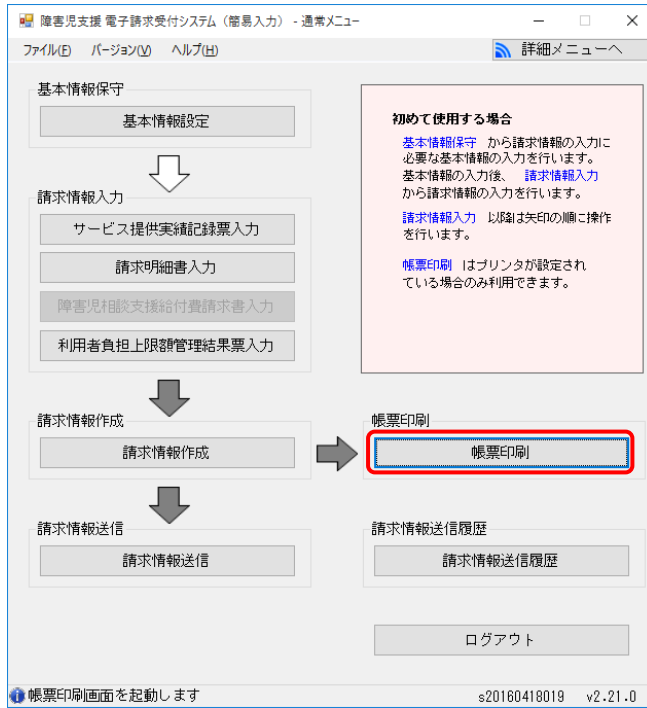 障害児支援 電子請求受付システム（簡易入力） - 通常メニュー
ファイル(F) バージョン(V) ヘルプ(H) 詳細メニューへ
基本情報保守
基本情報設定
請求情報入力
サービス提供実績記録票入力
請求明細書入力
障害児相談支援給付費請求書入力
利用者負担上限額管理結果票入力
初めて使用する場合
基本情報保守 から請求情報の入力に
必要な基本情報の入力を行います。
基本情報の入力後、 請求情報入力
から請求情報の入力を行います。
請求情報入力 以降は矢印の順に操作
を行います。
帳票印刷 はプリンタが設定され
ている場合のみ利用できます。
請求情報作成
請求情報作成
帳票印刷
帳票印刷
請求情報送信
請求情報送信
請求情報送信履歴
請求情報送信履歴
ログアウト
帳票印刷画面を起動します s20160418019 v2.21.0